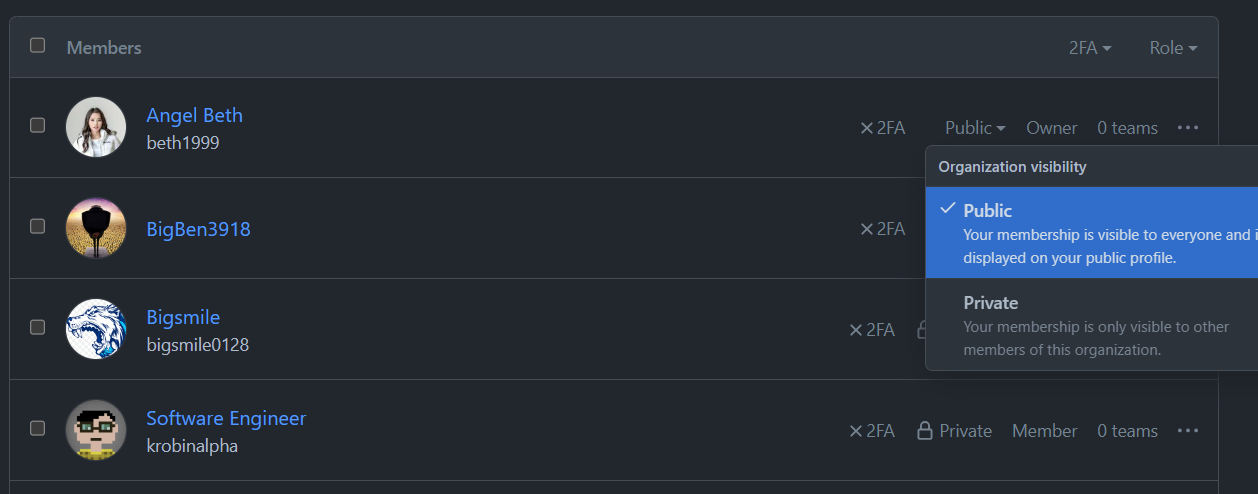 Members 2FA Role
Angel Beth
beth1999
2FA Public Owner 0 teams
Organization visibility
Public
Your membership is visible to everyone and
displayed on your public profile.
Private
Your membership is only visible to other
members of this organization.
BigBen3918
2FA
Bigsmile
bigsmile0128
2FA
Software Engineer
krobinalpha
2FA Private Member 0 teams